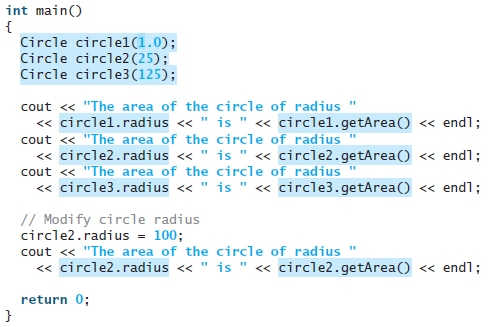 int main()
{
  Circle circle1(1.0);
  Circle circle2(25);
  Circle circle3(125);

  cout << "The area of the circle of radius "
    << circle1.radius << " is " << circle1.getArea() << endl;
  cout << "The area of the circle of radius "
    << circle2.radius << " is " << circle2.getArea() << endl;
  cout << "The area of the circle of radius "
    << circle3.radius << " is " << circle3.getArea() << endl;

  // Modify circle radius
  circle2.radius = 100;
  cout << "The area of the circle of radius "
    << circle2.radius << " is " << circle2.getArea() << endl;

  return 0;
}